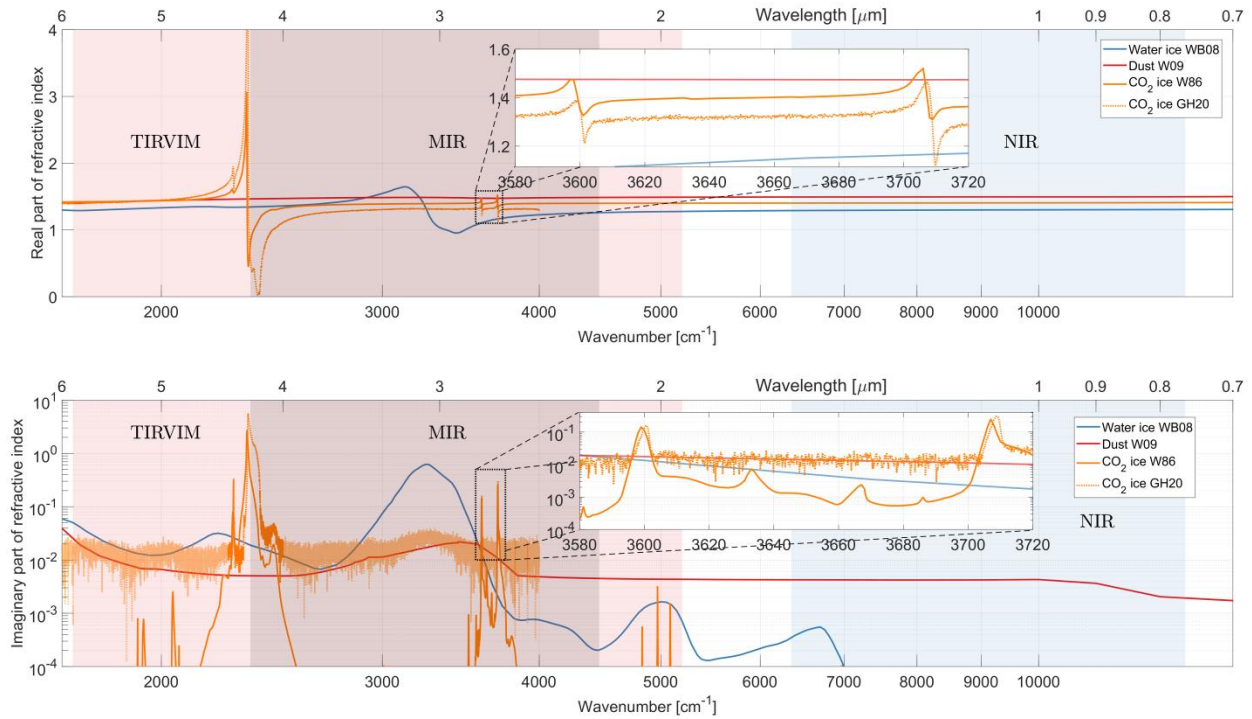 6 5 4 3 2 1 0.9 0.8 0.7
Wavelength [μm]
4
3
2
1
0
Real part of refractive index
TIRVIM
MIR
NIR
Water ice WB08
Dust W09
CO₂ ice W86
CO₂ ice GH20
1.6
1.4
1.2
3580 3600 3620 3640 3660 3680 3700 3720
2000 3000 4000 5000 6000 7000 8000 9000 10000
Wavenumber [cm⁻¹]
6 5 4 3 2 1 0.9 0.8 0.7
Wavelength [μm]
10¹
10⁰
10⁻¹
10⁻²
10⁻³
10⁻⁴
Imaginary part of refractive index
TIRVIM
MIR
NIR
Water ice WB08
Dust W09
CO₂ ice W86
CO₂ ice GH20
10⁻¹
10⁻²
10⁻³
10⁻⁴
3580 3600 3620 3640 3660 3680 3700 3720
2000 3000 4000 5000 6000 7000 8000 9000 10000
Wavenumber [cm⁻¹]